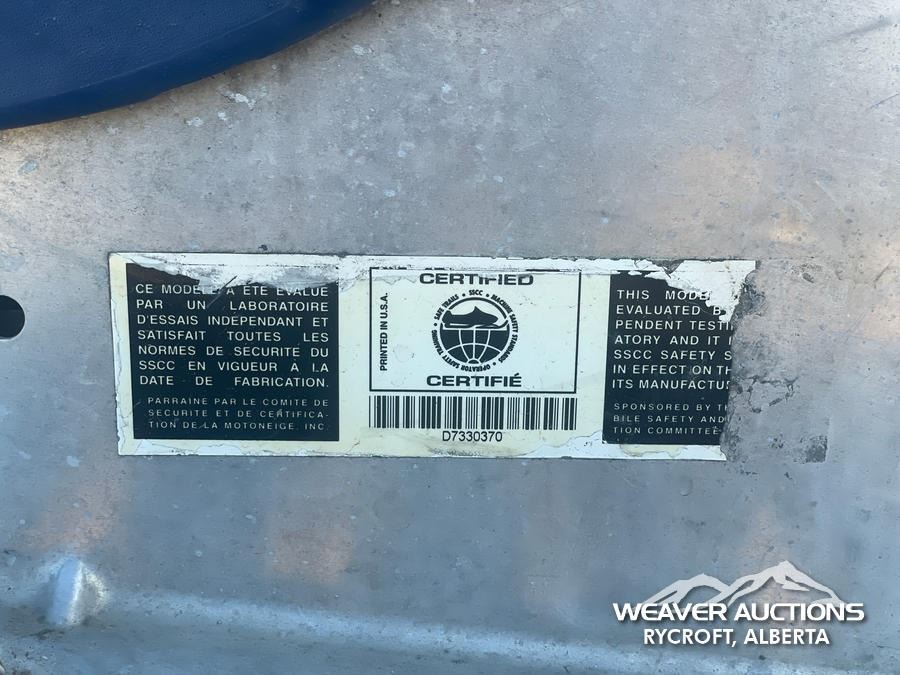 CE MODELE A ÉTÉ ÉVALUÉ
PAR UN LABORATOIRE
D'ESSAIS INDEPENDANT ET
SATISFAIT TOUTES LES
NORMES DE SECURITE DU
SSCC EN VIGUEUR A LA
DATE DE FABRICATION.
PARRAINE PAR LE COMITE DE
SECURITE ET DE CERTIFICA-
TION DE LA MOTONEIGE, INC.
CERTIFIED
PRINTED IN U.S.A.
SAFE TRAILS • SSCC • MACHINE SAFETY STANDARDS • OPERATOR SAFETY TRAINING •
CERTIFIÉ
D7330370
THIS MODE
EVALUATED B
PENDENT TESTI
ATORY AND IT
SSCC SAFETY S
IN EFFECT ON TH
ITS MANUFACTU
SPONSORED BY TH
BILE SAFETY AND
TION COMMITTEE
WEAVER AUCTIONS
RYCROFT, ALBERTA